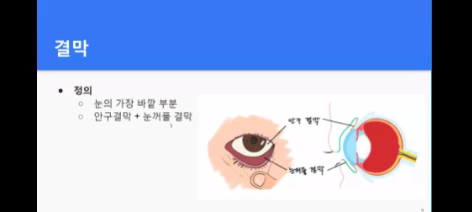 결막
정의
눈의 가장 바깥 부분
안구결막 + 눈꺼풀 결막
안구 결막
눈꺼풀 결막